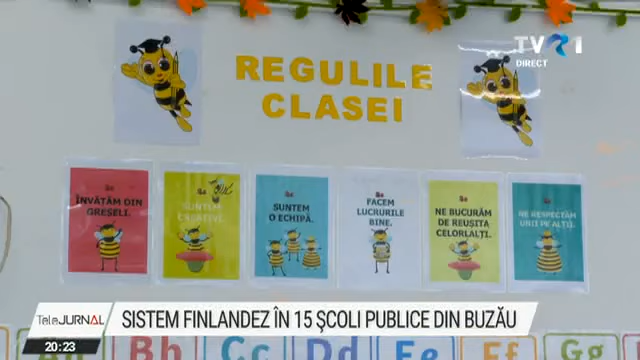 TVR1
DIRECT
REGULILE
CLASEI
ÎNVĂȚĂM DIN
GREȘELI.
SUNTEM
CREATIVI.
SUNTEM
O ECHIPĂ.
FACEM
LUCRURILE
BINE.
NE BUCURĂM
DE REUȘITA
CELORLALȚI.
NE RESPECTĂM
UNII PE ALȚII.
TeleJURNAL
SISTEM FINLANDEZ ÎN 15 ȘCOLI PUBLICE DIN BUZĂU
20:23
Bb Cc Dd Ee Ff Gg